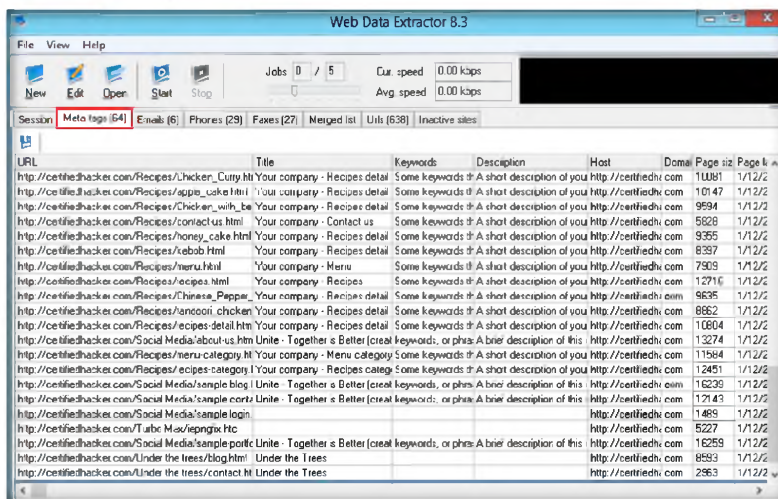 Web Data Extractor 8.3
File View Help
New Edit Open Start Stop
Jobs 0 / 5
Cur. speed 0.00 kbps
Avg. speed 0.00 kbps
Session Meta tags (64) Emails (6) Phones (29) Faxes (27) Merged list Urls (638) Inactive sites
URL Title Keywords Description Host Domai Page siz Page l
http://certifiedhacker.com/Recipes/Chicken_Curry.ht Your company - Recipes detail Some keywords th A short description of your http://certifiedh com 10081 1/12/2
http://certifiedhacker.com/Recipes/apple_cake.html Your company - Recipes detail Some keywords th A short description of your http://certifiedh com 10147 1/12/2
http://certifiedhacker.com/Recipes/Chicken_with_be Your company - Recipes detail Some keywords th A short description of your http://certifiedh com 9594 1/12/2
http://certifiedhacker.com/Recipes/contact-us.html Your company - Contact us Some keywords th A short description of your http://certifiedh com 5828 1/12/2
http://certifiedhacker.com/Recipes/honey_cake.html Your company - Recipes detail Some keywords th A short description of your http://certifiedh com 9355 1/12/2
http://certifiedhacker.com/Recipes/kebob.html Your company - Recipes detail Some keywords th A short description of your http://certifiedh com 8397 1/12/2
http://certifiedhacker.com/Recipes/menu.html Your company - Menu Some keywords th A short description of your http://certifiedh com 7909 1/12/2
http://certifiedhacker.com/Recipes/recipes.html Your company - Recipes Some keywords th A short description of your http://certifiedh com 1/12/2
http://certifiedhacker.com/Recipes/Chinese_Pepper_ Your company - Recipes detail Some keywords th A short description of your http://certifiedh com 9635 1/12/2
http://certifiedhacker.com/Recipes/tandoori_chicken Your company - Recipes detail Some keywords th A short description of your http://certifiedh com 8862 1/12/2
http://certifiedhacker.com/Recipes/recipes-detail.htm Your company - Recipes detail Some keywords th A short description of your http://certifiedh com 10804 1/12/2
http://certifiedhacker.com/Social Media/about-us.htm Unite - Together is Better (creat keywords, or phra A brief description of this http://certifiedh com 13274 1/12/2
http://certifiedhacker.com/Recipes/menu-category.ht Your company - Menu category Some keywords th A short description of your http://certifiedh com 11584 1/12/2
http://certifiedhacker.com/Recipes/recipes-category.l Your company - Recipes categ Some keywords th A short description of your http://certifiedh com 12451 1/12/2
http://certifiedhacker.com/Social Media/sample-blog.l Unite - Together is Better (creat keywords, or phra A brief description of this http://certifiedh com 16239 1/12/2
http://certifiedhacker.com/Social Media/sample-conta Unite - Together is Better (creat keywords, or phra A brief description of this http://certifiedh com 12143 1/12/2
http://certifiedhacker.com/Social Media/sample-login. http://certifiedh com 1489 1/12/2
http://certifiedhacker.com/Turbo Max/iepngfix.htc http://certifiedh com 5227 1/12/2
http://certifiedhacker.com/Social Media/sample-portfo Unite - Together is Better (creat keywords, or phra A brief description of this http://certifiedh com 16259 1/12/2
http://certifiedhacker.com/Under the trees/blog.html Under the Trees http://certifiedh com 8593 1/12/2
http://certifiedhacker.com/Under the trees/contact.ht Under the Trees http://certifiedh com 2963 1/12/2